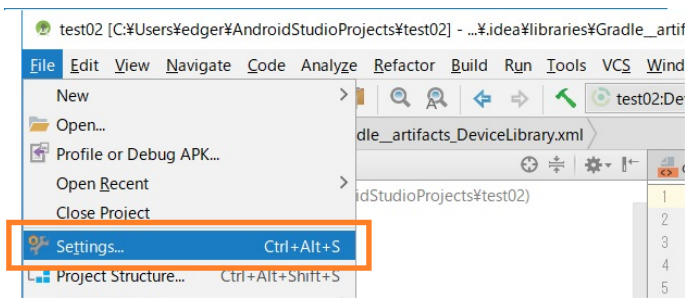 test02 [C:¥Users¥edger¥AndroidStudioProjects¥test02] - ...¥.idea¥libraries¥Gradle__artif
File Edit View Navigate Code Analyze Refactor Build Run Tools VCS Wind
New
test02:De
Open...
dle__artifacts_DeviceLibrary.xml
Profile or Debug APK...
Open Recent
idStudioProjects¥test02)
1
Close Project
2
Settings... Ctrl+Alt+S
3
Project Structure... Ctrl+Alt+Shift+S
4
5